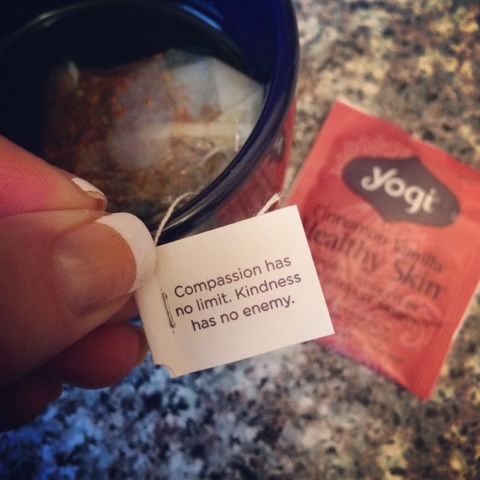 Compassion has
no limit. Kindness
has no enemy.
yogi
Cinnamon Vanilla
Healthy Skin